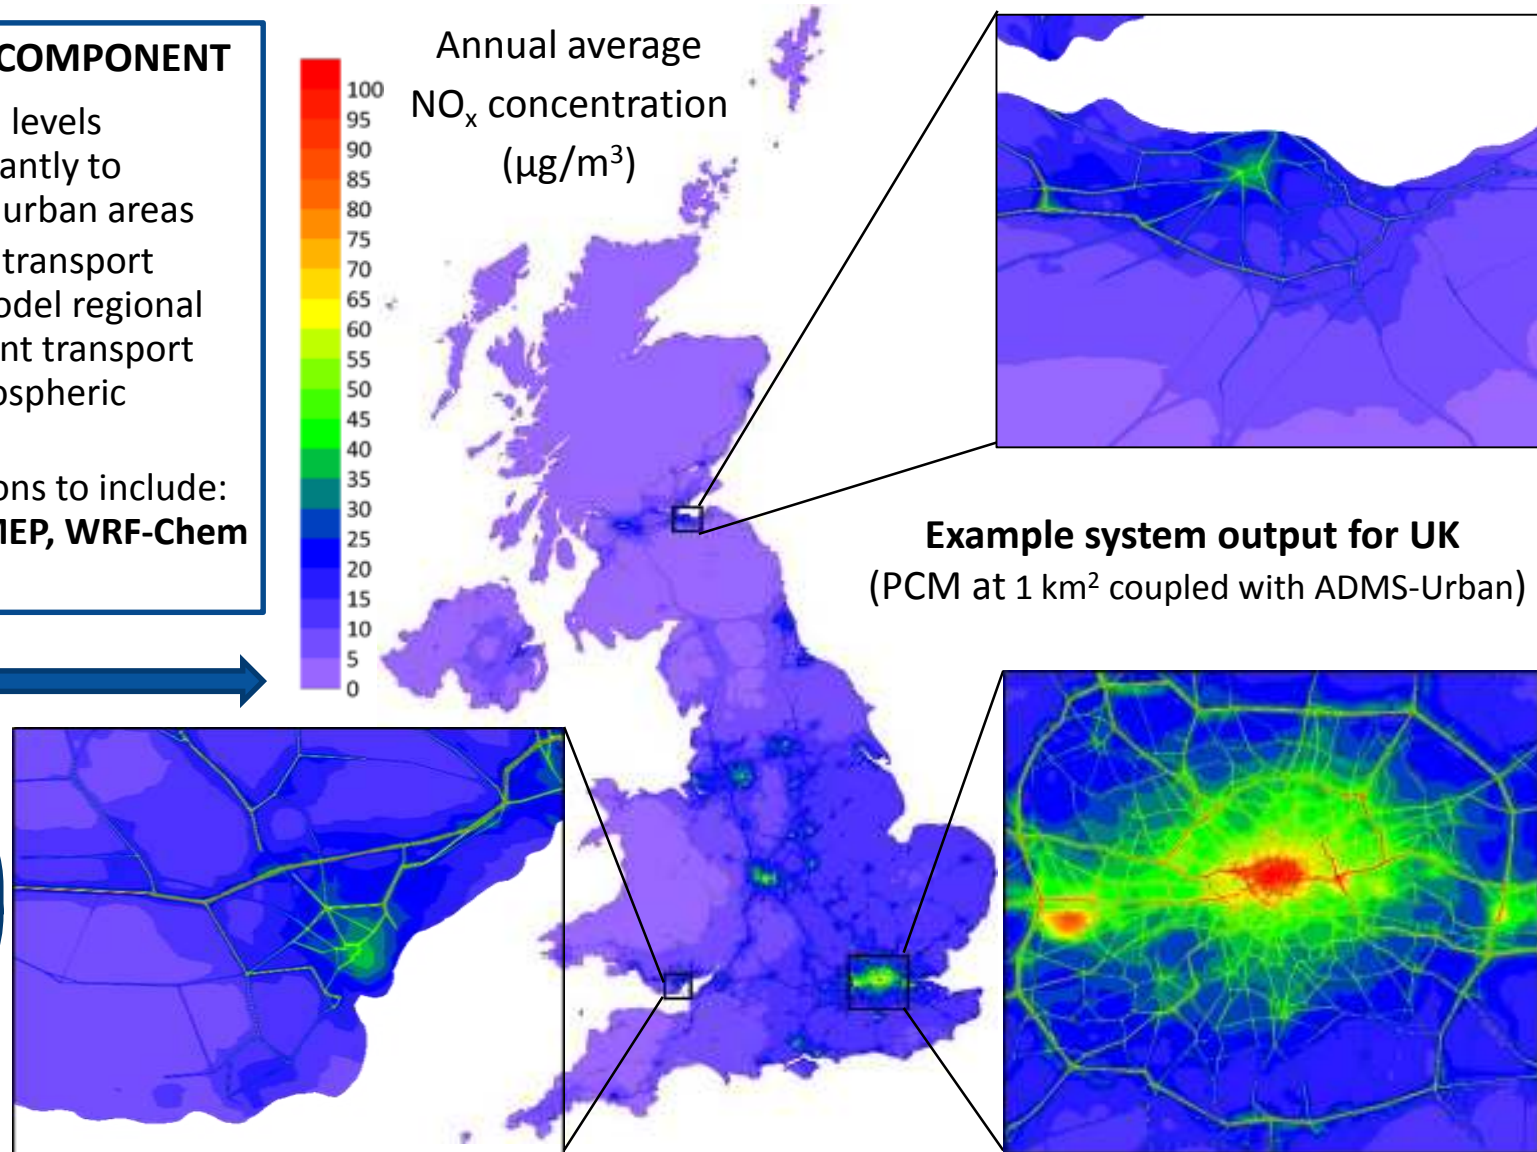 COMPONENT
levels
antly to
urban areas
transport
odel regional
nt transport
ospheric
ons to include:
MEP, WRF-Chem
100
95
90
85
80
75
70
65
60
55
50
45
40
35
30
25
20
15
10
5
0
Annual average
NOx concentration
(µg/m³)
Example system output for UK
(PCM at 1 km² coupled with ADMS-Urban)